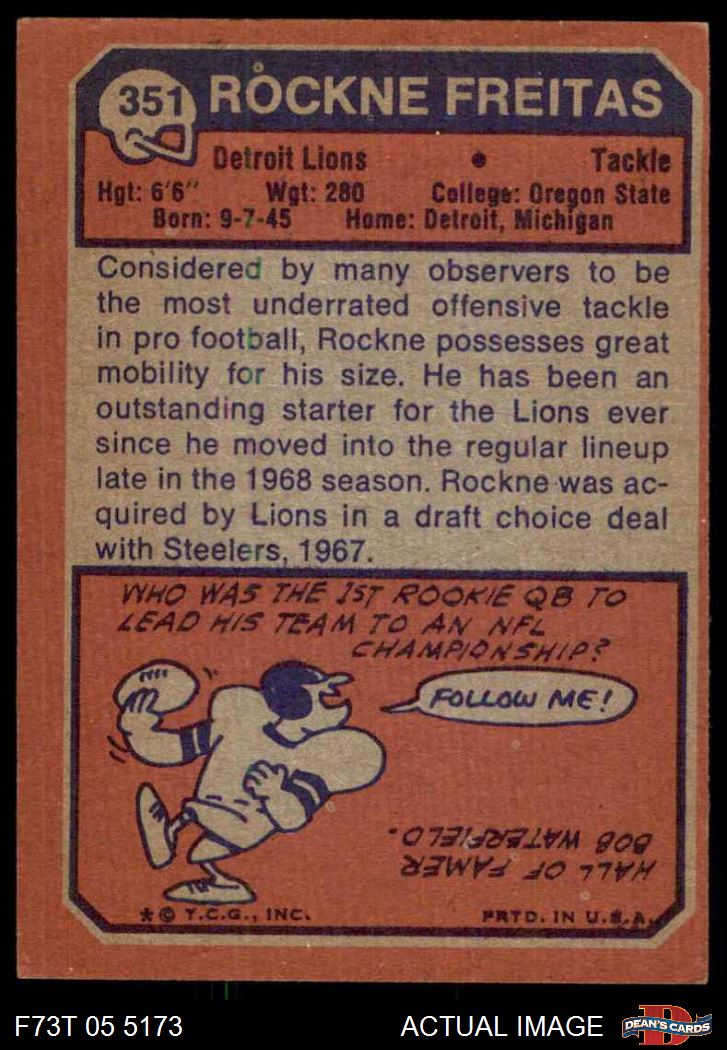 351 ROCKNE FREITAS
Detroit Lions • Tackle
Hgt: 6'6" Wgt: 280 College: Oregon State
Born: 9-7-45 Home: Detroit, Michigan
Considered by many observers to be
the most underrated offensive tackle
in pro football, Rockne possesses great
mobility for his size. He has been an
outstanding starter for the Lions ever
since he moved into the regular lineup
late in the 1968 season. Rockne was ac-
quired by Lions in a draft choice deal
with Steelers, 1967.
WHO WAS THE 1ST ROOKIE QB TO
LEAD HIS TEAM TO AN NFL
CHAMPIONSHIP?
FOLLOW ME!
HALL OF FAMER
BOB WATERFIELD.
* © T.C.G., INC. PRTD. IN U.S.A.
F73T 05 5173 ACTUAL IMAGE D DEAN'S CARDS